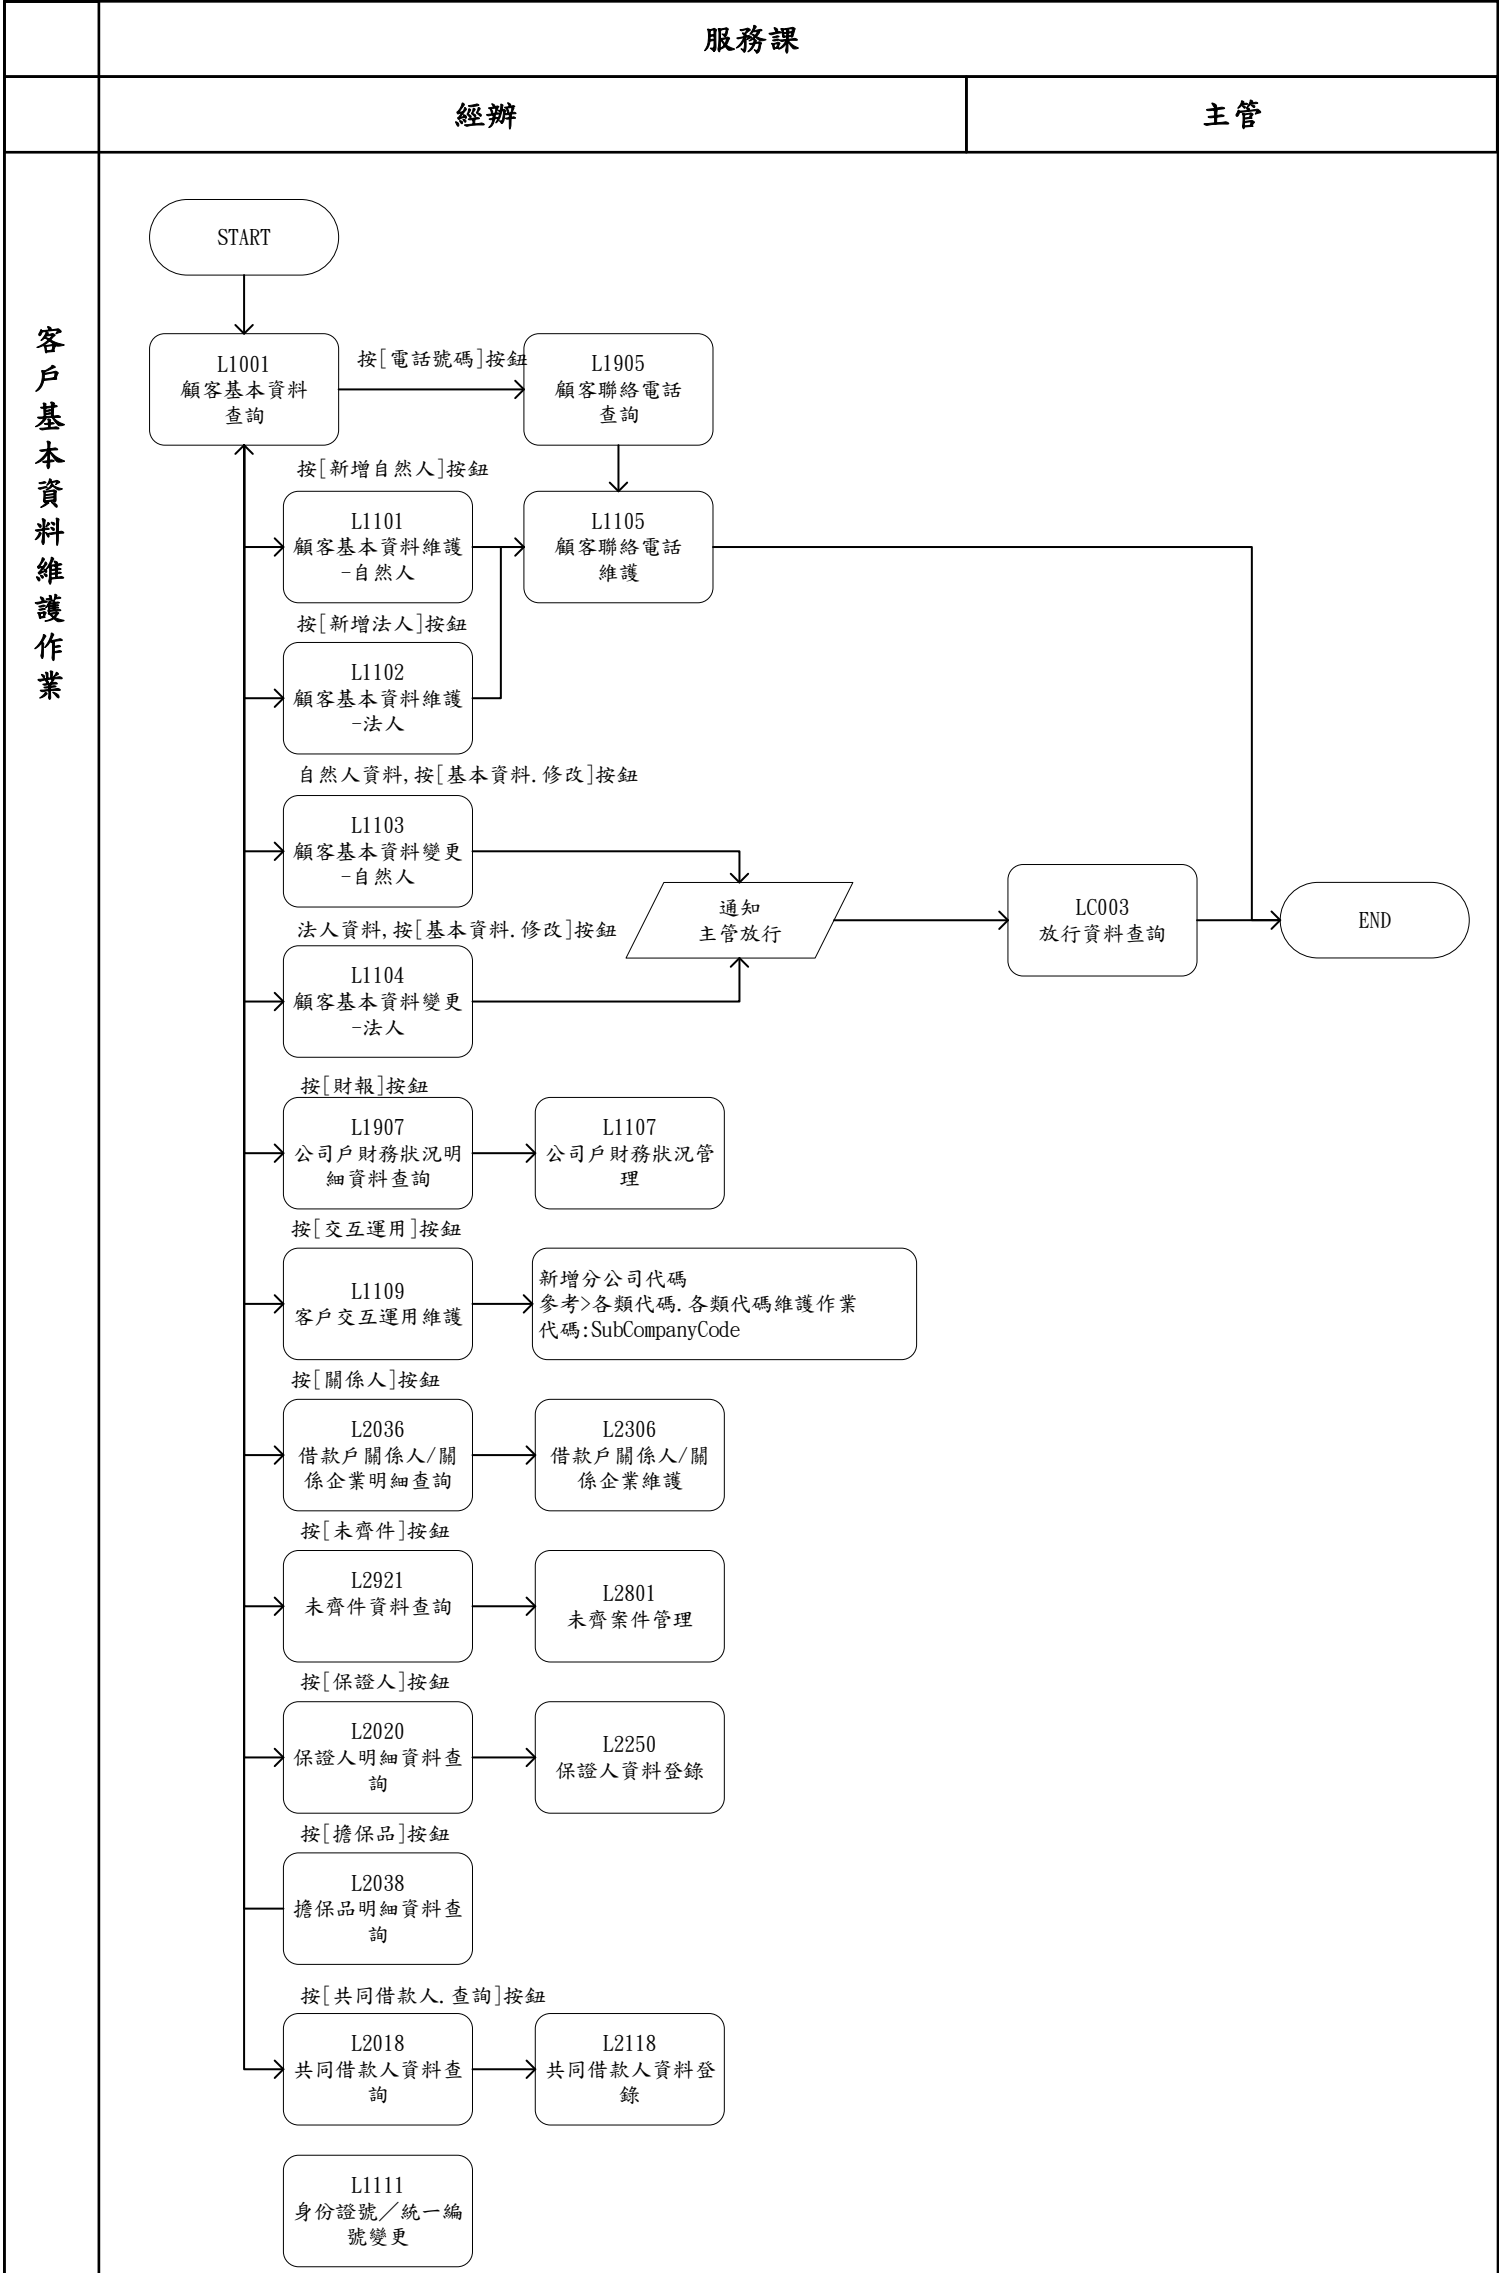 服務課
經辦
主管
客戶基本資料維護作業
START
L1001
顧客基本資料
查詢
按[電話號碼]按鈕
L1905
顧客聯絡電話
查詢
按[新增自然人]按鈕
L1101
顧客基本資料維護
-自然人
L1105
顧客聯絡電話
維護
按[新增法人]按鈕
L1102
顧客基本資料維護
-法人
自然人資料,按[基本資料.修改]按鈕
L1103
顧客基本資料變更
-自然人
通知
主管放行
LC003
放行資料查詢
END
法人資料,按[基本資料.修改]按鈕
L1104
顧客基本資料變更
-法人
按[財報]按鈕
L1907
公司戶財務狀況明
細資料查詢
L1107
公司戶財務狀況管
理
按[交互運用]按鈕
L1109
客戶交互運用維護
新增分公司代碼
參考>各類代碼.各類代碼維護作業
代碼:SubCompanyCode
按[關係人]按鈕
L2036
借款戶關係人/關
係企業明細查詢
L2306
借款戶關係人/關
係企業維護
按[未齊件]按鈕
L2921
未齊件資料查詢
L2801
未齊案件管理
按[保證人]按鈕
L2020
保證人明細資料查
詢
L2250
保證人資料登錄
按[擔保品]按鈕
L2038
擔保品明細資料查
詢
按[共同借款人.查詢]按鈕
L2018
共同借款人資料查
詢
L2118
共同借款人資料登
錄
L1111
身份證號／統一編
號變更